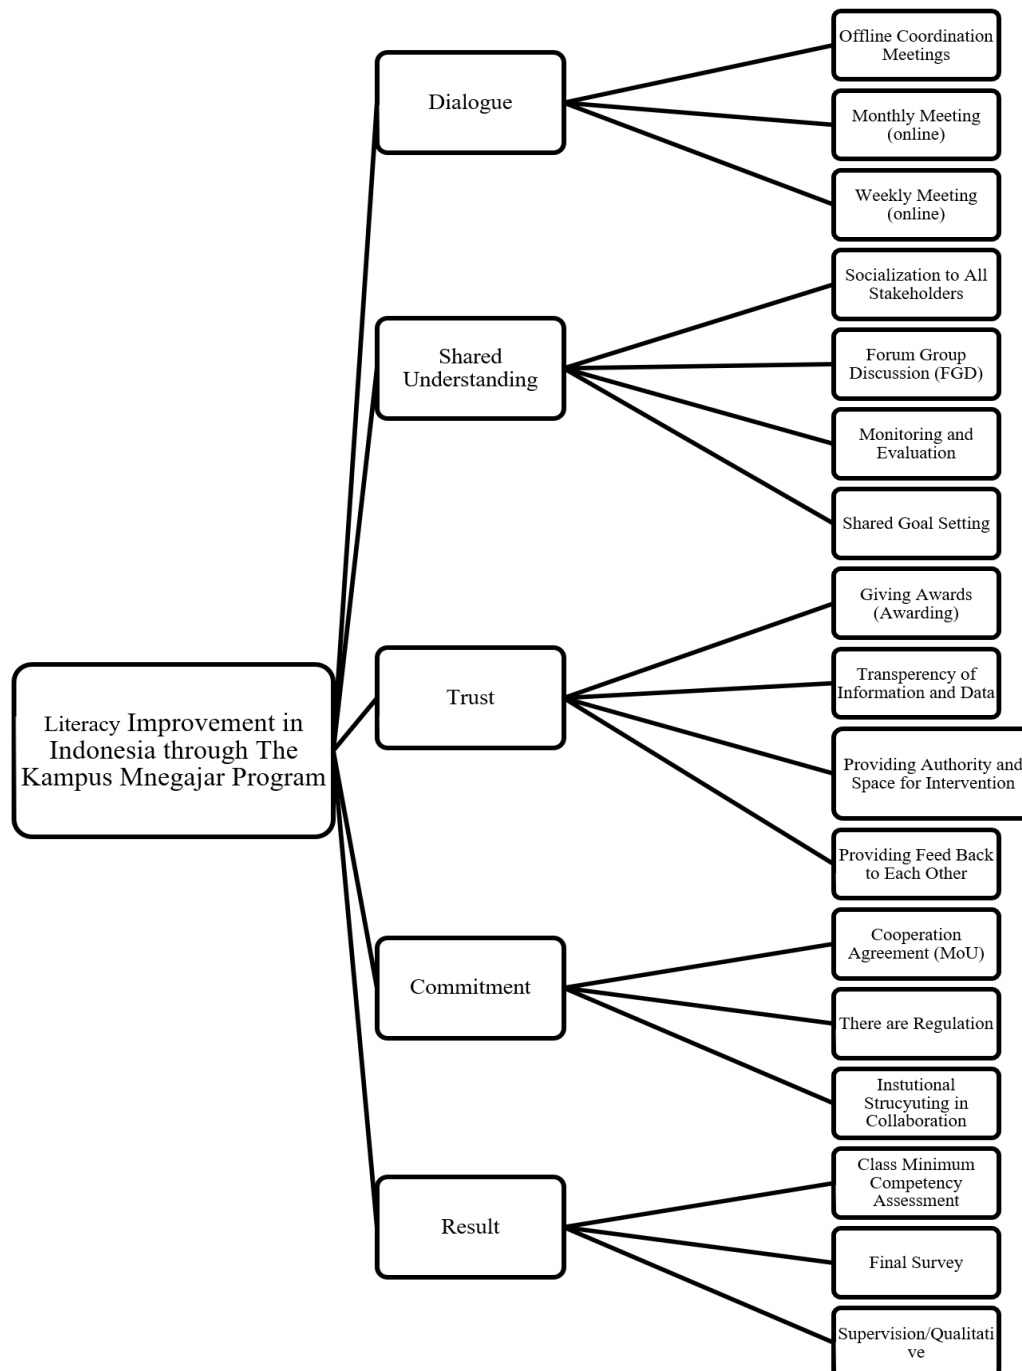 Offline Coordination
Meetings
Dialogue
Monthly Meeting
(online)
Weekly Meeting
(online)
Socialization to All
Stakeholders
Shared
Understanding
Forum Group
Discussion (FGD)
Monitoring and
Evaluation
Shared Goal Setting
Giving Awards
(Awarding)
Trust
Transperency of
Information and Data
Literacy Improvement in
Indonesia through The
Kampus Mnegajar Program
Providing Authority and
Space for Intervention
Providing Feed Back
to Each Other
Cooperation
Agreement (MoU)
Commitment
There are Regulation
Instutional
Strucyuting in
Collaboration
Class Minimum
Competency
Assessment
Result
Final Survey
Supervision/Qualitati
ve